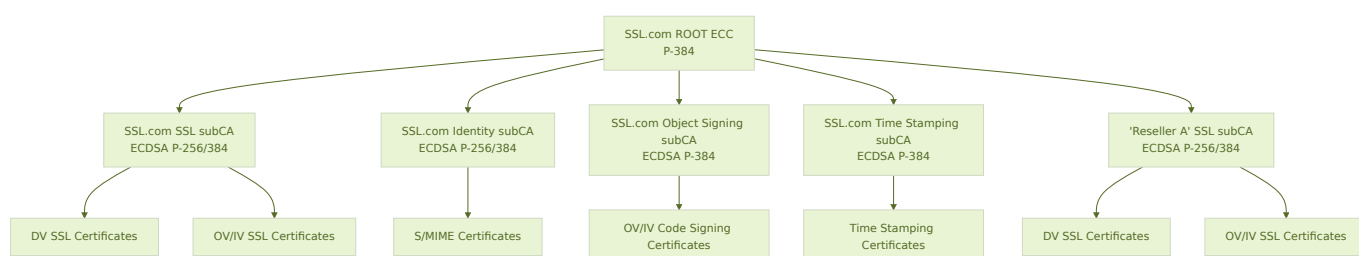 SSL.com ROOT ECC
P-384
SSL.com SSL subCA
ECDSA P-256/384
SSL.com Identity subCA
ECDSA P-256/384
SSL.com Object Signing
subCA
ECDSA P-384
SSL.com Time Stamping
subCA
ECDSA P-384
'Reseller A' SSL subCA
ECDSA P-256/384
DV SSL Certificates
OV/IV SSL Certificates
S/MIME Certificates
OV/IV Code Signing
Certificates
Time Stamping
Certificates
DV SSL Certificates
OV/IV SSL Certificates